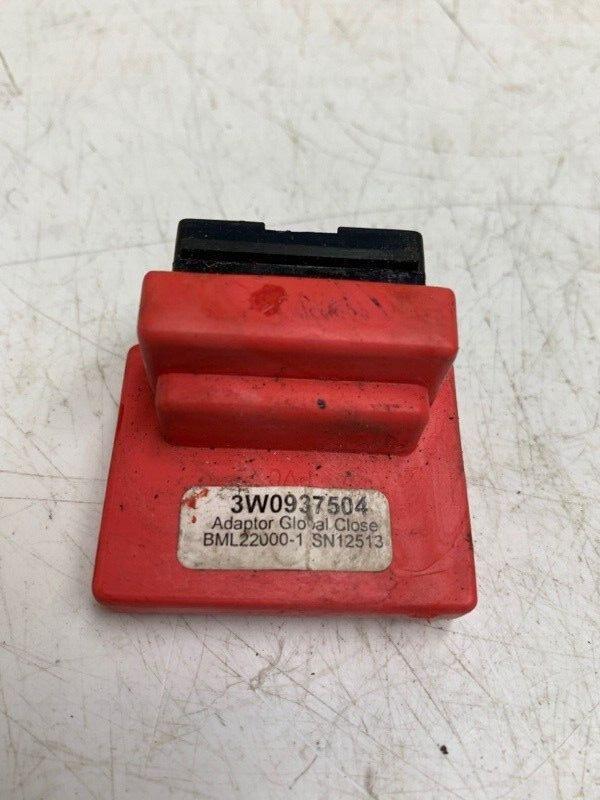 3W0937504
Adaptor Global Close
BML22000-1 SN12513